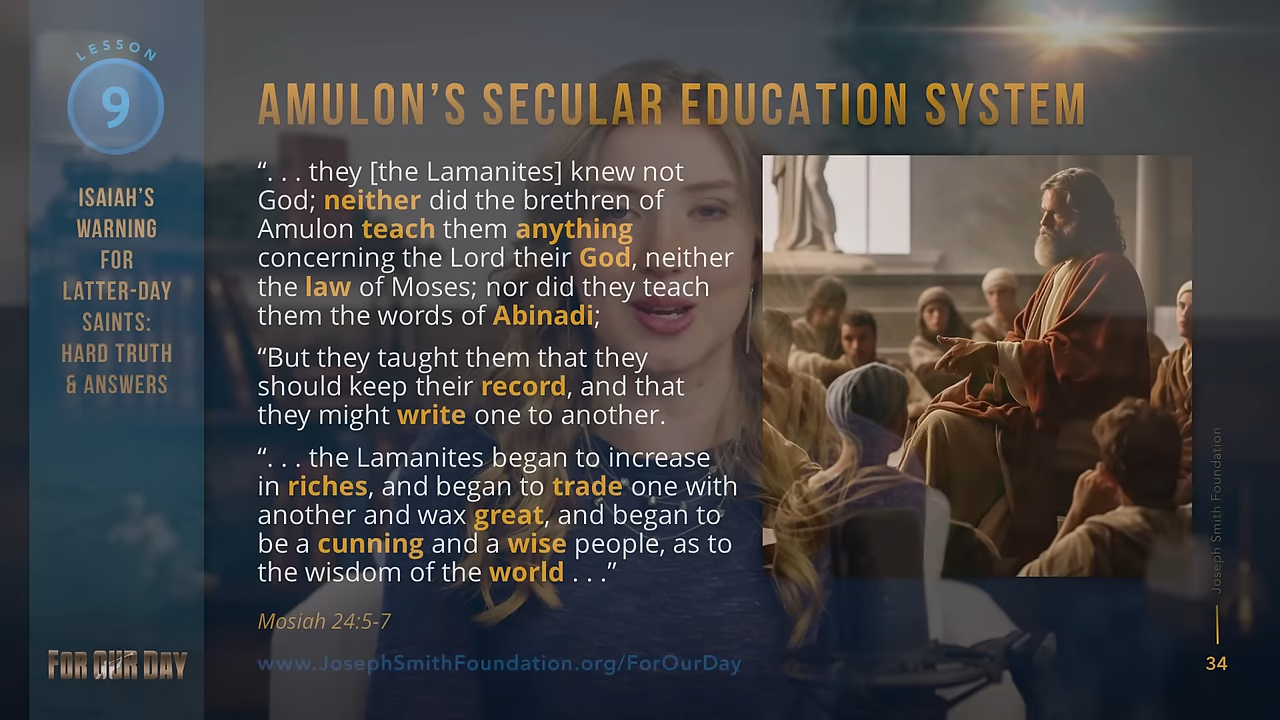 LESSON
9
ISAIAH'S
WARNING
FOR
LATTER-DAY
SAINTS:
HARD TRUTH
& ANSWERS
FOR OUR DAY
AMULON'S SECULAR EDUCATION SYSTEM
“. . . they [the Lamanites] knew not
God; neither did the brethren of
Amulon teach them anything
concerning the Lord their God, neither
the law of Moses; nor did they teach
them the words of Abinadi;
“But they taught them that they
should keep their record, and that
they might write one to another.
“. . . the Lamanites began to increase
in riches, and began to trade one with
another and wax great, and began to
be a cunning and a wise people, as to
the wisdom of the world . . .”
Mosiah 24:5-7
www.JosephSmithFoundation.org/ForOurDay
Joseph Smith Foundation
34